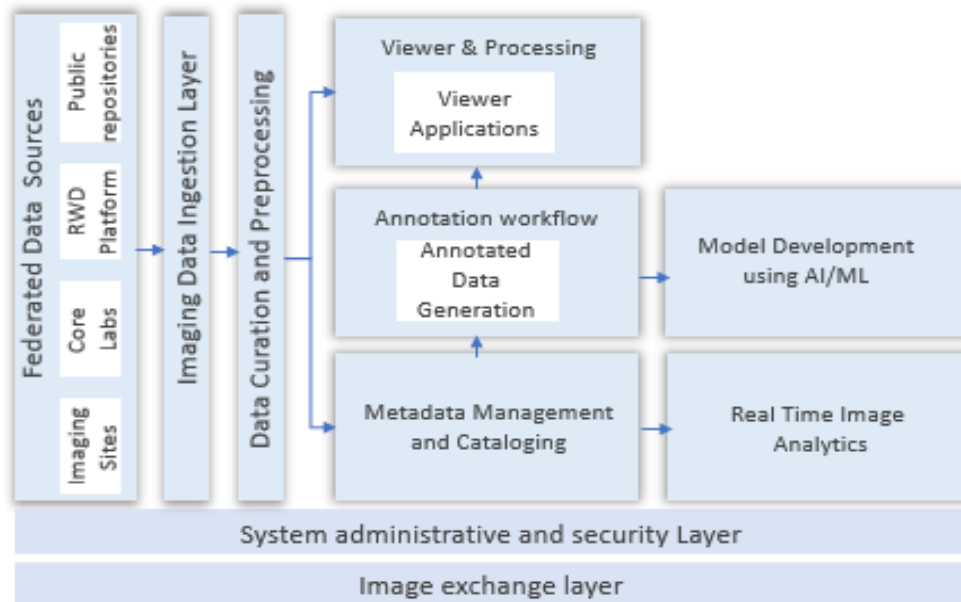 Federated Data Sources
Public
repositories
RWD
Platform
Core
Labs
Imaging
Sites
Imaging Data Ingestion Layer
Data Curation and Preprocessing
Viewer & Processing
Viewer
Applications
Annotation workflow
Annotated
Data
Generation
Metadata Management
and Cataloging
Model Development
using AI/ML
Real Time Image
Analytics
System administrative and security Layer
Image exchange layer